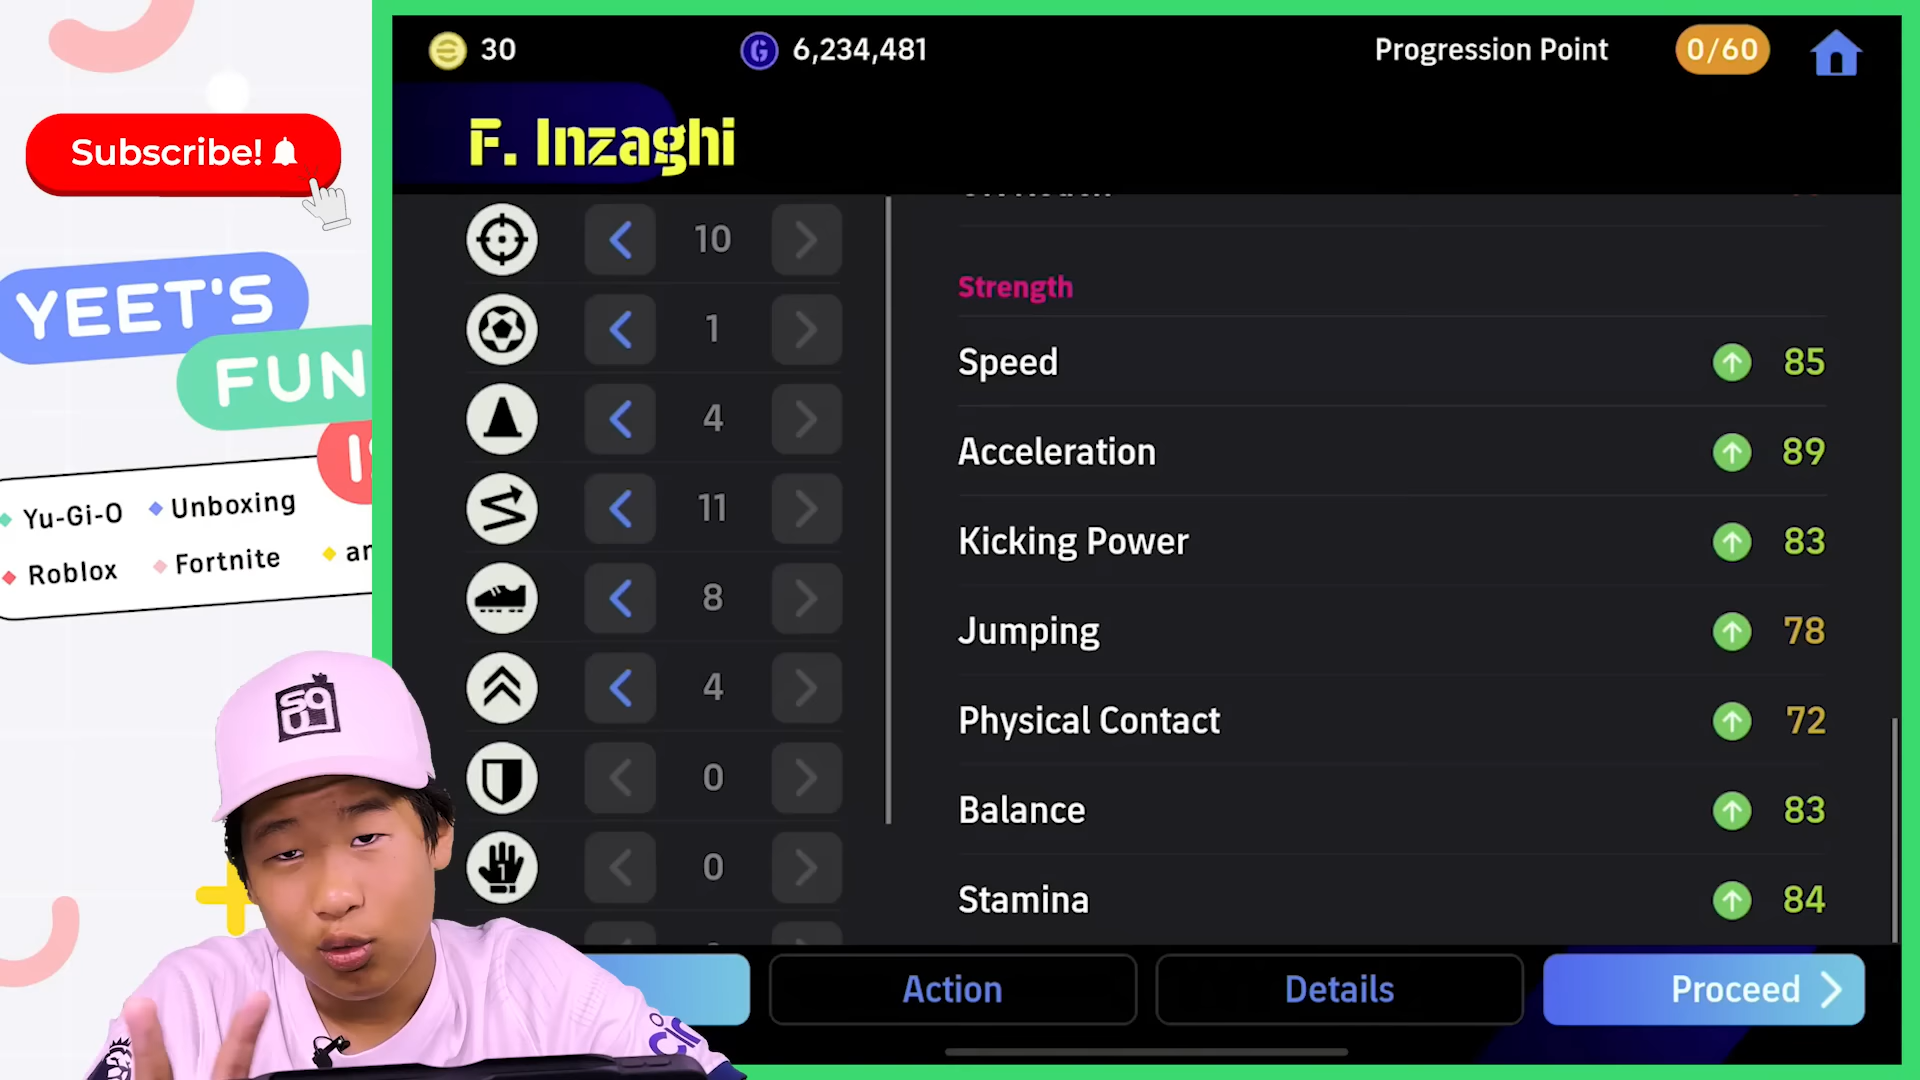 30
6,234,481
Progression Point
0/60
F. Inzaghi
Subscribe!
YEET'S
FUN
Yu-Gi-O
Unboxing
Roblox
Fortnite
10
1
4
11
8
4
0
0
Strength
Speed 85
Acceleration 89
Kicking Power 83
Jumping 78
Physical Contact 72
Balance 83
Stamina 84
Action
Details
Proceed